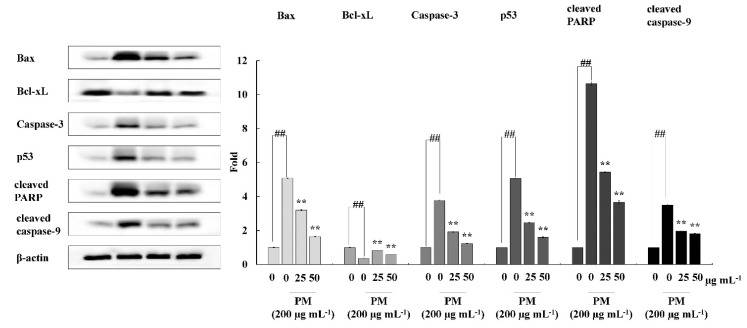 Bax
Bcl-xL
Caspase-3
p53
cleaved
PARP
cleaved
caspase-9
β-actin
Bax Bcl-xL Caspase-3 p53 cleaved PARP cleaved caspase-9
Fold
12
10
8
6
4
2
0
## ** **
## ** **
## ** **
## ** **
## ** **
## ** **
0 0 25 50 0 0 25 50 0 0 25 50 0 0 25 50 0 0 25 50 0 0 25 50 μg mL-1
PM PM PM PM PM PM
(200 μg mL-1) (200 μg mL-1) (200 μg mL-1) (200 μg mL-1) (200 μg mL-1) (200 μg mL-1)